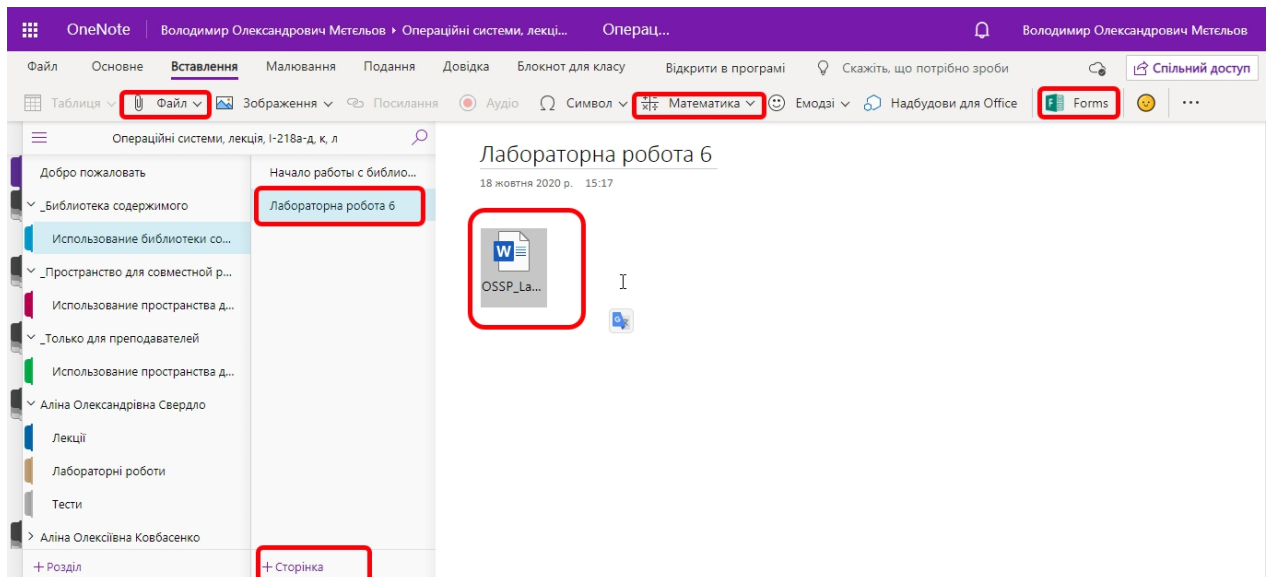 OneNote Володимир Олександрович Мєтєльов ▸ Операційні системи, лекці... Операц... Володимир Олександрович Мєтєльов
Файл Основне Вставлення Малювання Подання Довідка Блокнот для класу Відкрити в програмі Скажіть, що потрібно зроби Спільний доступ
Таблиця Файл Зображення Посилання Аудіо Символ Математика Емодзі Надбудови для Office Forms ...
Операційні системи, лекція, І-218а-д, к, л
Лабораторна робота 6
18 жовтня 2020 р. 15:17
Добро пожаловать
_Библиотека содержимого
Использование библиотеки со...
_Пространство для совместной р...
Использование пространства д...
_Только для преподавателей
Использование пространства д...
Аліна Олександрівна Свердло
Лекції
Лабораторні роботи
Тести
Аліна Олексіївна Ковбасенко
+ Розділ
Начало работы с библио...
Лабораторна робота 6
+ Сторінка
W
OSSP_La...